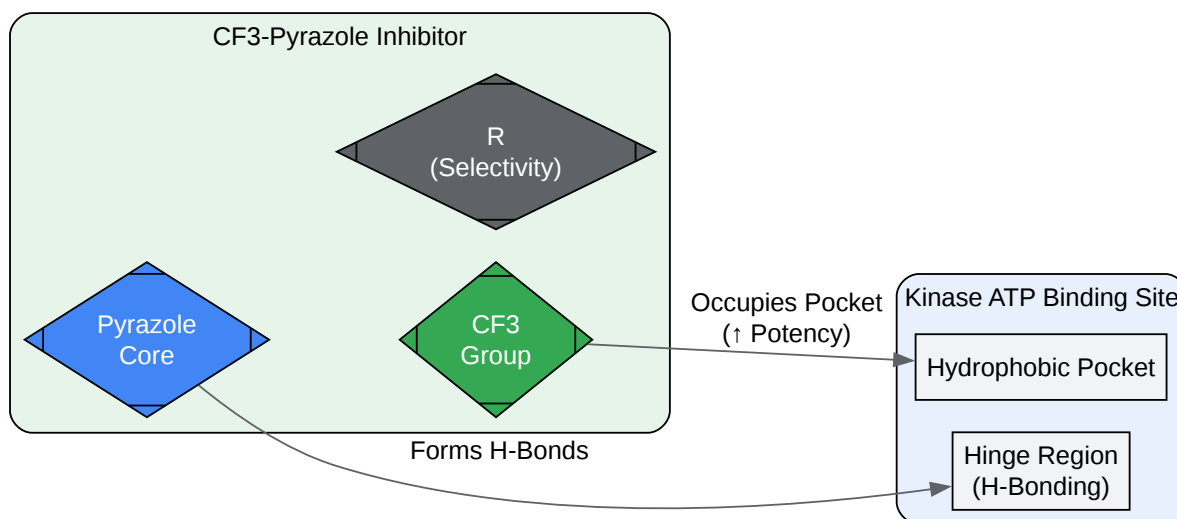 CF3-Pyrazole Inhibitor
R
(Selectivity)
Pyrazole
Core
CF3
Group
Occupies Pocket
(↑ Potency)
Forms H-Bonds
Kinase ATP Binding Site
Hydrophobic Pocket
Hinge Region
(H-Bonding)